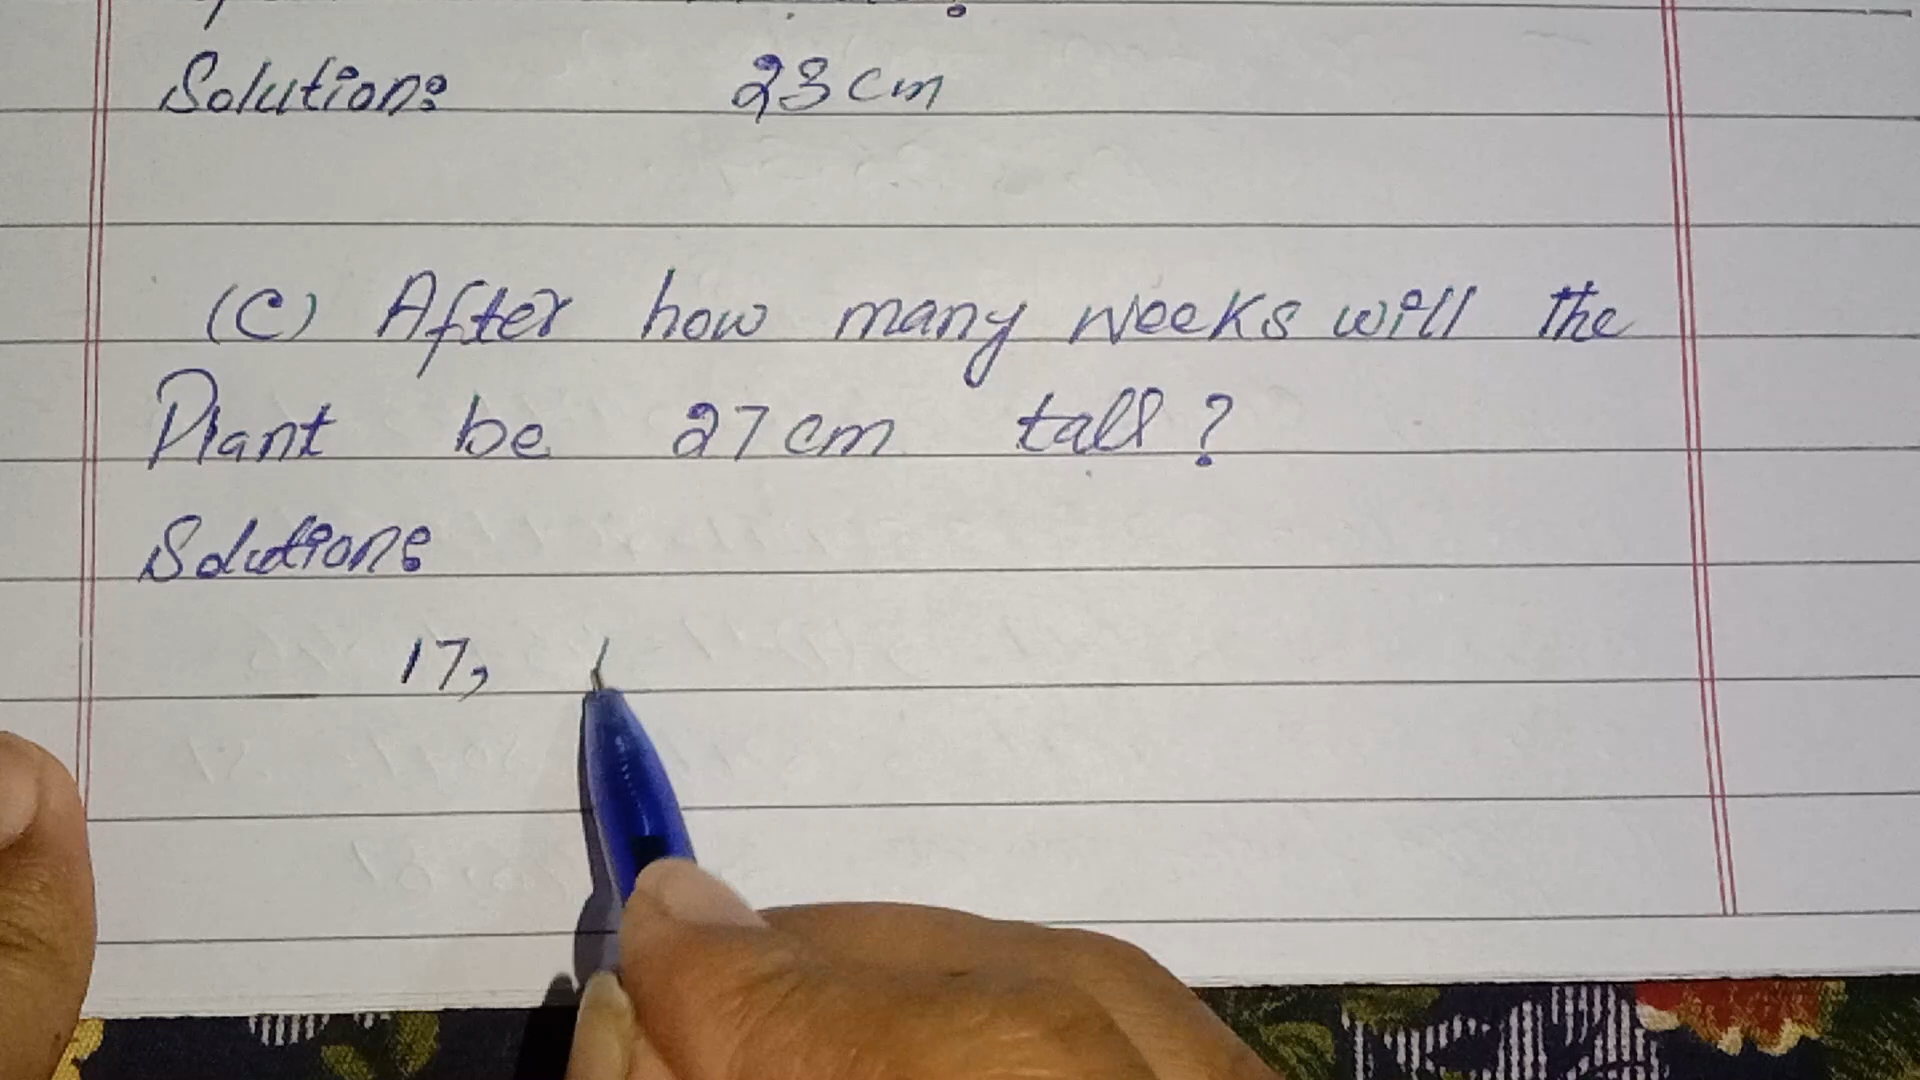 Solution: 23 cm
(C) After how many weeks will the
Plant be 27 cm tall?
Solution:
17,